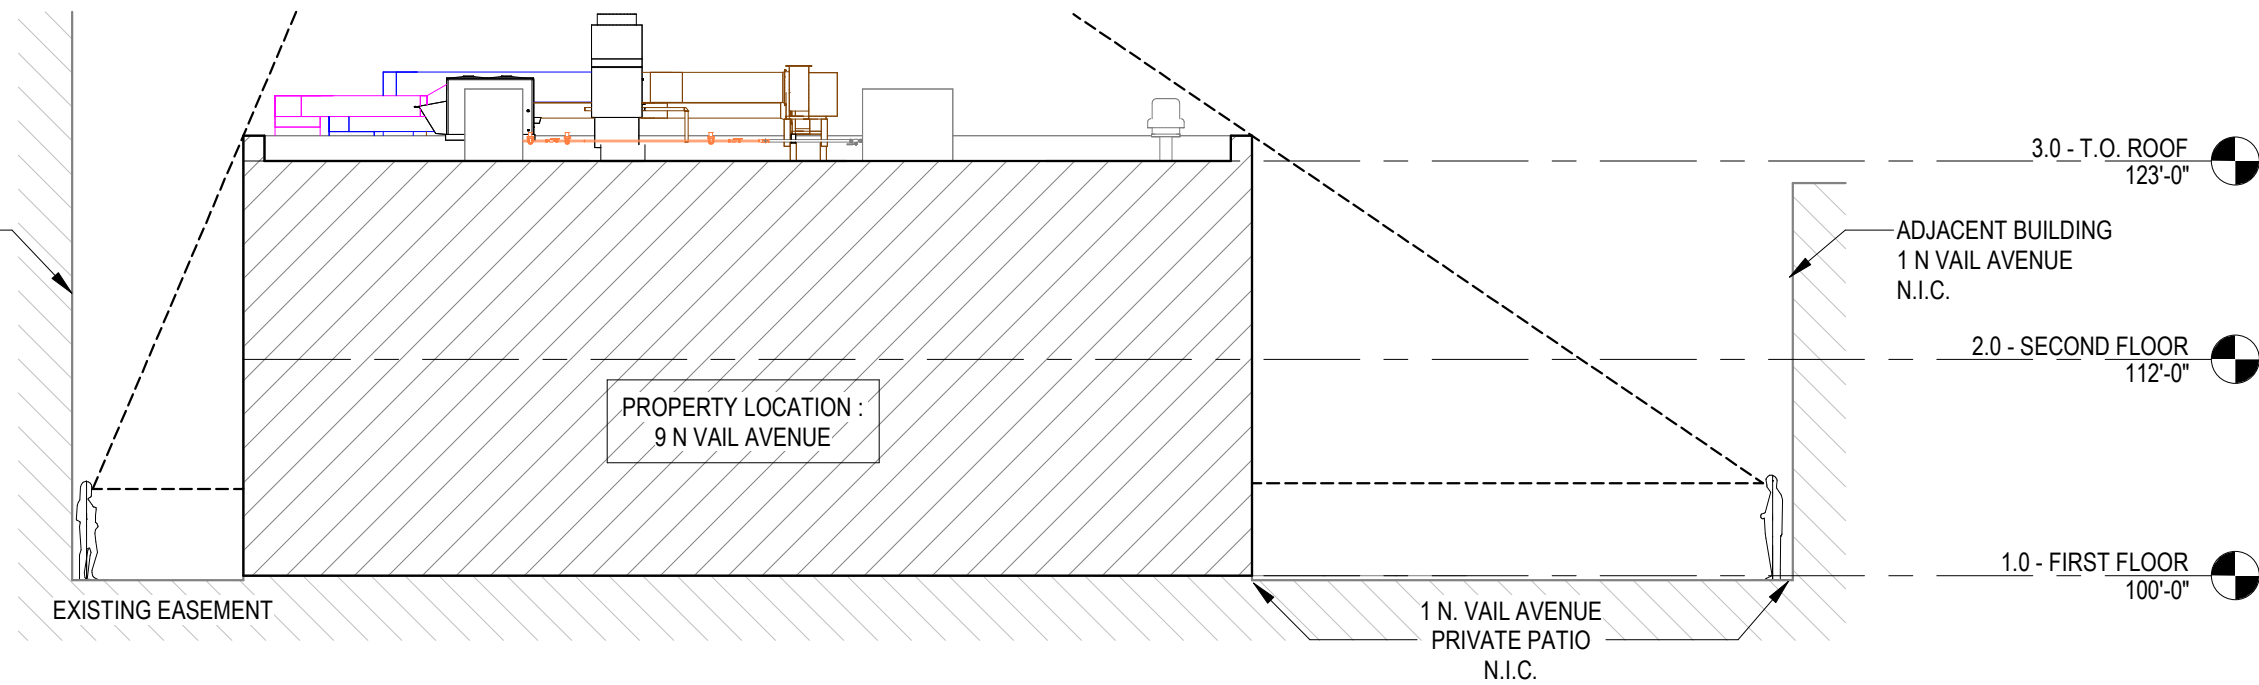 3.0 - T.O. ROOF
123'-0"
ADJACENT BUILDING
1 N VAIL AVENUE
N.I.C.
2.0 - SECOND FLOOR
112'-0"
PROPERTY LOCATION :
9 N VAIL AVENUE
1.0 - FIRST FLOOR
100'-0"
EXISTING EASEMENT
1 N. VAIL AVENUE
PRIVATE PATIO
N.I.C.